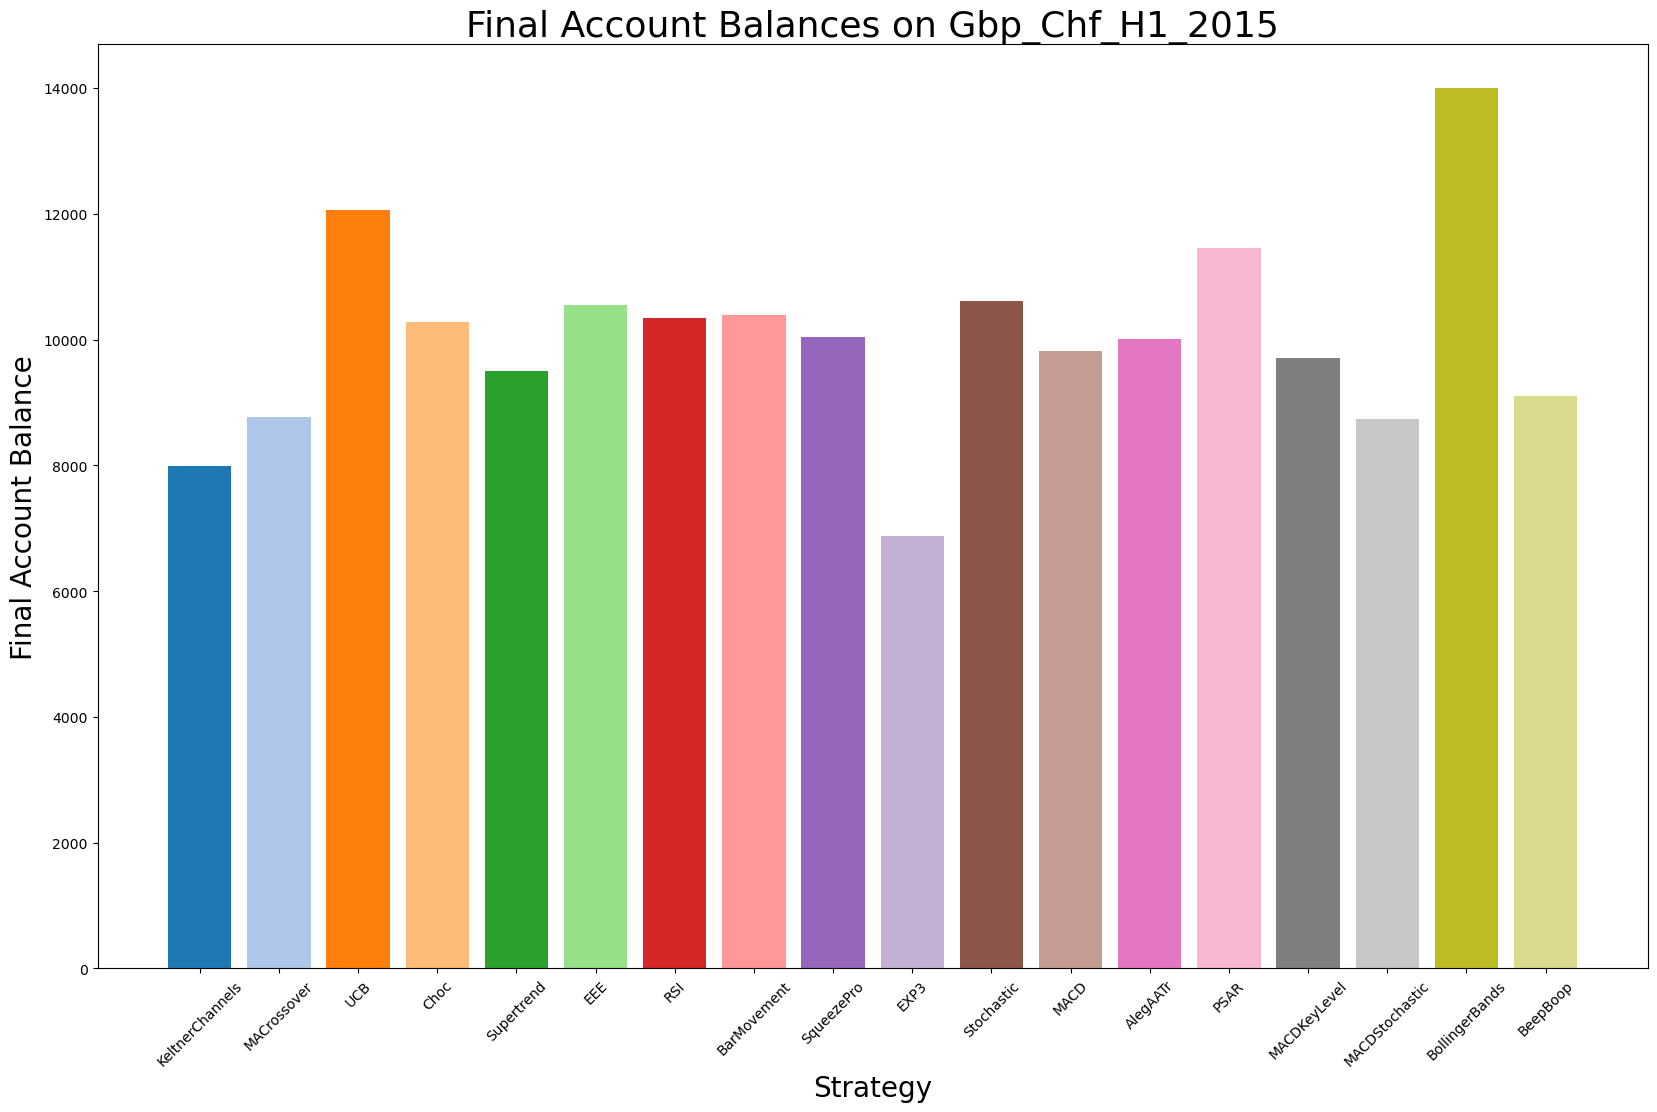 Final Account Balances on Gbp_Chf_H1_2015
Final Account Balance
14000
12000
10000
8000
6000
4000
2000
0
KeltnerChannels
MACrossover
UCB
Choc
Supertrend
EEE
RSI
BarMovement
SqueezePro
EXP3
Stochastic
MACD
AlegAATr
PSAR
MACDKeyLevel
MACDStochastic
BollingerBands
BeepBoop
Strategy